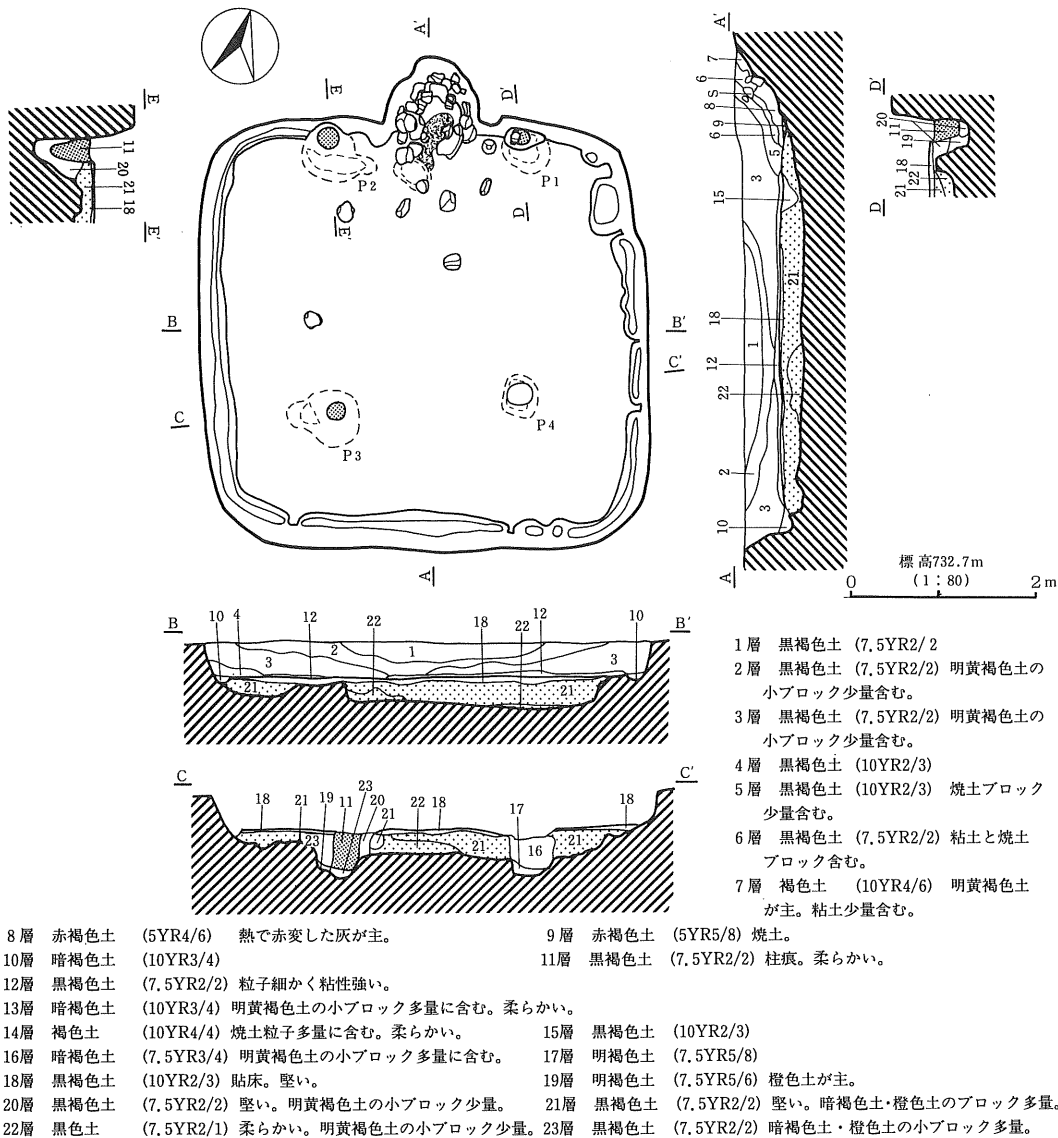 A'
E
D'
P2
P1
E'
D
B
B'
C'
C
P3
P4
A
E
11
20
21
18
E'
A'
7
6
S
8
9
6
5
3
15
21
18
1
12
22
2
3
10
A
D'
20
11
19
18
22
21
D
標高732.7m
(1：80)
0
2 m
B
10
4
12
22
18
22
12
10
B'
1
2
3
3
21
22
21
C
C'
18
21
19
11
23
20
21
22
18
17
18
23
21
16
21
1層 黒褐色土 (7.5YR2/2
2層 黒褐色土 (7.5YR2/2) 明黄褐色土の
小ブロック少量含む。
3層 黒褐色土 (7.5YR2/2) 明黄褐色土の
小ブロック少量含む。
4層 黒褐色土 (10YR2/3)
5層 黒褐色土 (10YR2/3) 焼土ブロック
少量含む。
6層 黒褐色土 (7.5YR2/2) 粘土と焼土
ブロック含む。
7層 褐色土 (10YR4/6) 明黄褐色土
が主。粘土少量含む。
8層 赤褐色土 (5YR4/6) 熱で赤変した灰が主。
9層 赤褐色土 (5YR5/8) 焼土。
10層 暗褐色土 (10YR3/4)
11層 黒褐色土 (7.5YR2/2) 柱痕。柔らかい。
12層 黒褐色土 (7.5YR2/2) 粒子細かく粘性強い。
13層 暗褐色土 (10YR3/4) 明黄褐色土の小ブロック多量に含む。柔らかい。
14層 褐色土 (10YR4/4) 焼土粒子多量に含む。柔らかい。
15層 黒褐色土 (10YR2/3)
16層 暗褐色土 (7.5YR3/4) 明黄褐色土の小ブロック多量に含む。
17層 明褐色土 (7.5YR5/8)
18層 黒褐色土 (10YR2/3) 貼床。堅い。
19層 明褐色土 (7.5YR5/6) 橙色土が主。
20層 黒褐色土 (7.5YR2/2) 堅い。明黄褐色土の小ブロック少量。
21層 黒褐色土 (7.5YR2/2) 堅い。暗褐色土・橙色土のブロック多量。
22層 黒色土 (7.5YR2/1) 柔らかい。明黄褐色土の小ブロック少量。
23層 黒褐色土 (7.5YR2/2) 暗褐色土・橙色土の小ブロック多量。